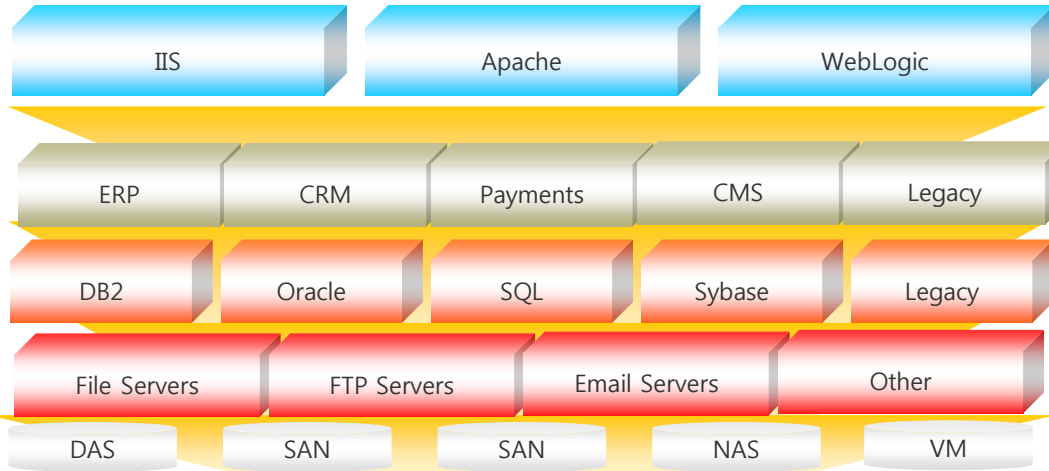 IIS
Apache
WebLogic
ERP
CRM
Payments
CMS
Legacy
DB2
Oracle
SQL
Sybase
Legacy
File Servers
FTP Servers
Email Servers
Other
DAS
SAN
SAN
NAS
VM